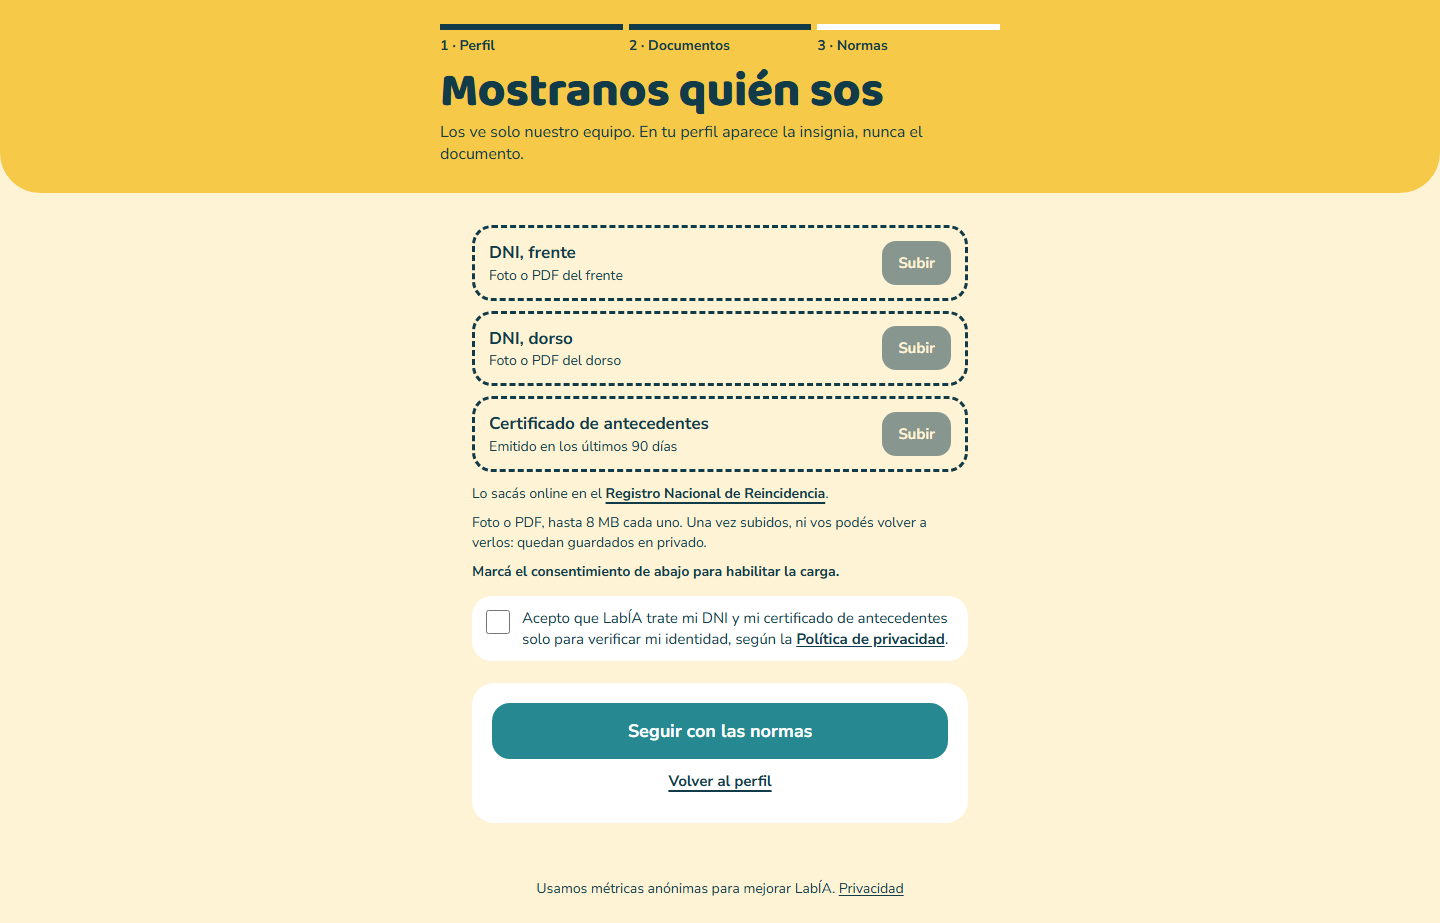 1 · Perfil
2 · Documentos
3 · Normas
Mostranos quién sos
Los ve solo nuestro equipo. En tu perfil aparece la insignia, nunca el
documento.
DNI, frente
Foto o PDF del frente
Subir
DNI, dorso
Foto o PDF del dorso
Subir
Certificado de antecedentes
Emitido en los últimos 90 días
Subir
Lo sacás online en el Registro Nacional de Reincidencia.
Foto o PDF, hasta 8 MB cada uno. Una vez subidos, ni vos podés volver a
verlos: quedan guardados en privado.
Marcá el consentimiento de abajo para habilitar la carga.
Acepto que LabÍA trate mi DNI y mi certificado de antecedentes
solo para verificar mi identidad, según la Política de privacidad.
Seguir con las normas
Volver al perfil
Usamos métricas anónimas para mejorar LabÍA. Privacidad